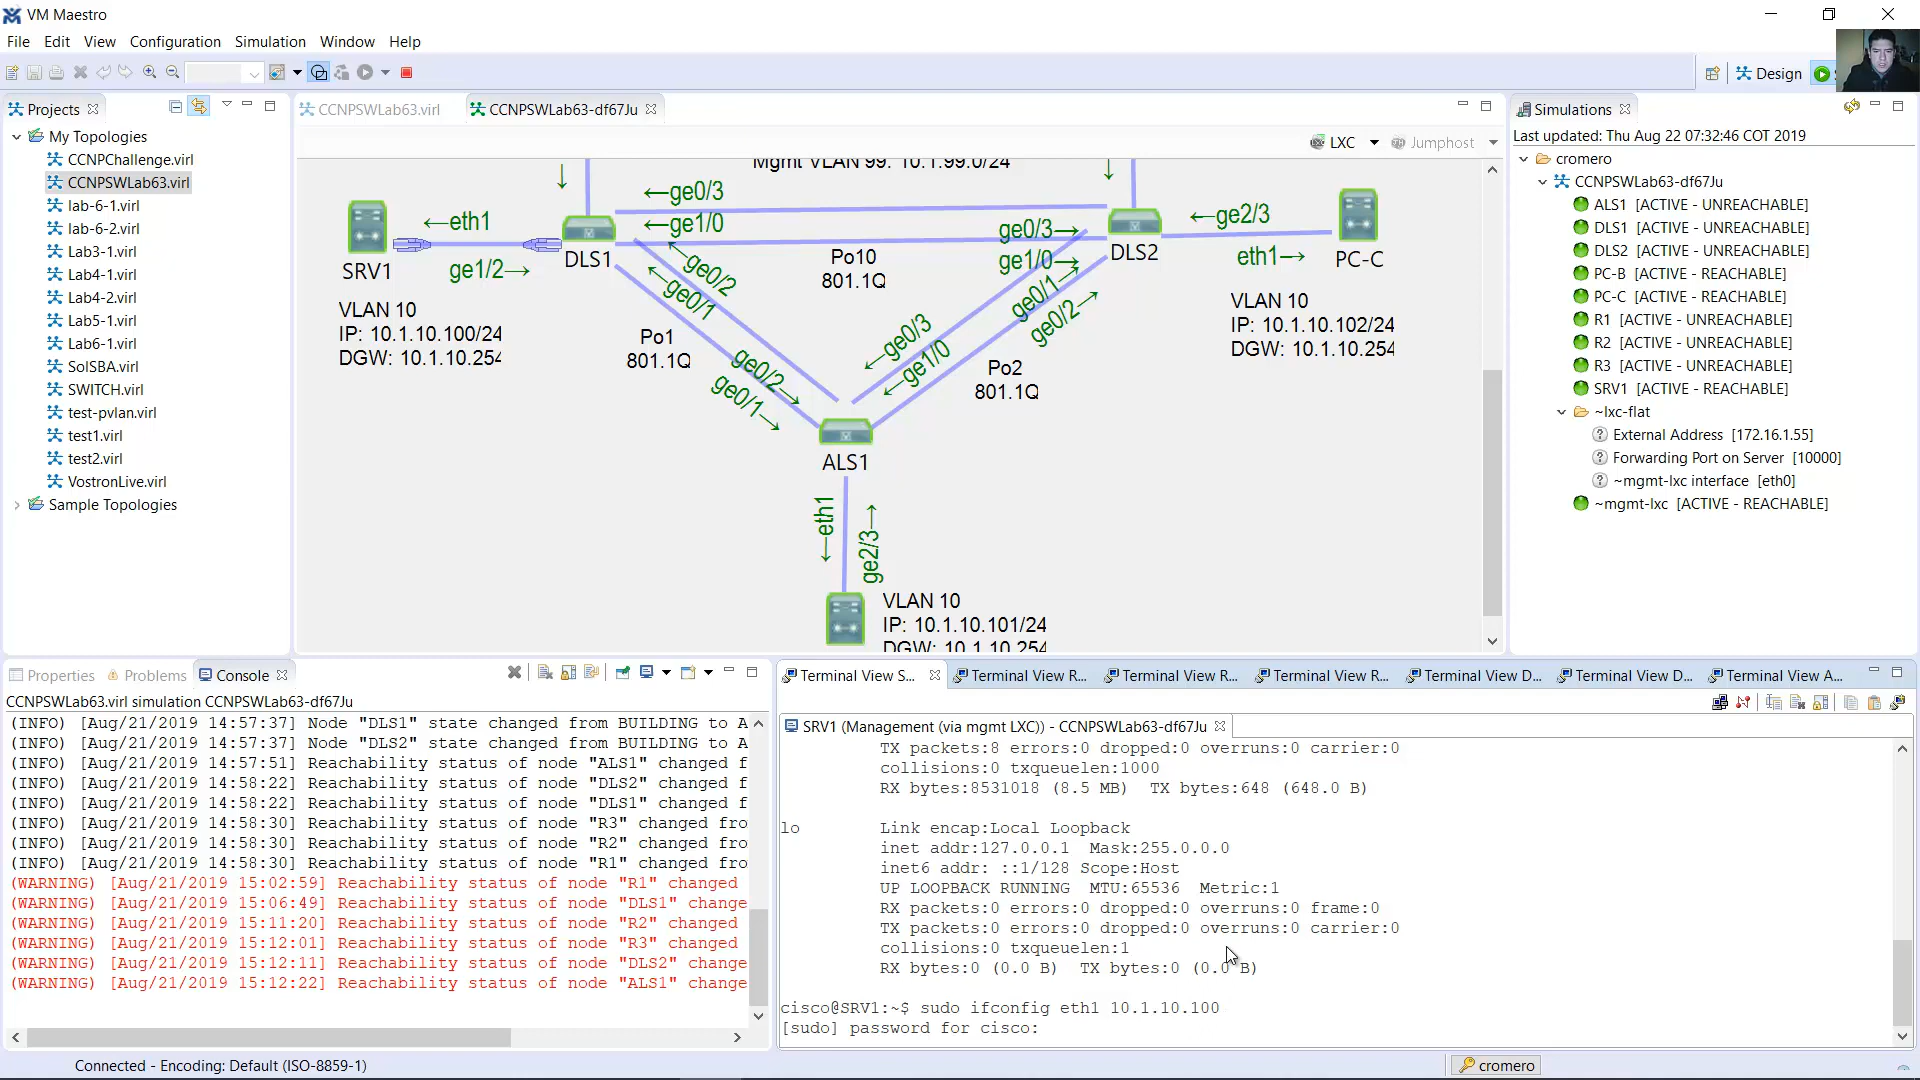 VM Maestro
File Edit View Configuration Simulation Window Help
Design
Projects
My Topologies
CCNPChallenge.virl
CCNPSWLab63.virl
lab-6-1.virl
lab-6-2.virl
Lab3-1.virl
Lab4-1.virl
Lab4-2.virl
Lab5-1.virl
Lab6-1.virl
SolSBA.virl
SWITCH.virl
test-pvlan.virl
test1.virl
test2.virl
VostronLive.virl
Sample Topologies
CCNPSWLab63.virl
CCNPSWLab63-df67Ju
LXC
Jumphost
Mgmt VLAN 99: 10.1.99.0/24
←ge0/3
←eth1
←ge1/0
ge0/3→
←ge2/3
SRV1
ge1/2→
DLS1
Po10
801.1Q
ge1/0→
DLS2
eth1→
PC-C
VLAN 10
IP: 10.1.10.100/24
DGW: 10.1.10.254
←ge0/2
←ge0/1
ge0/1→
ge0/2→
VLAN 10
IP: 10.1.10.102/24
DGW: 10.1.10.254
Po1
801.1Q
ge0/2→
ge0/1→
←ge0/3
←ge1/0
Po2
801.1Q
ALS1
←eth1
ge2/3→
VLAN 10
IP: 10.1.10.101/24
DGW: 10.1.10.254
Simulations
Last updated: Thu Aug 22 07:32:46 COT 2019
cromero
CCNPSWLab63-df67Ju
ALS1 [ACTIVE - UNREACHABLE]
DLS1 [ACTIVE - UNREACHABLE]
DLS2 [ACTIVE - UNREACHABLE]
PC-B [ACTIVE - REACHABLE]
PC-C [ACTIVE - REACHABLE]
R1 [ACTIVE - UNREACHABLE]
R2 [ACTIVE - UNREACHABLE]
R3 [ACTIVE - UNREACHABLE]
SRV1 [ACTIVE - REACHABLE]
~lxc-flat
External Address [172.16.1.55]
Forwarding Port on Server [10000]
~mgmt-lxc interface [eth0]
~mgmt-lxc [ACTIVE - REACHABLE]
Properties Problems Console
CCNPSWLab63.virl simulation CCNPSWLab63-df67Ju
(INFO) [Aug/21/2019 14:57:37] Node "DLS1" state changed from BUILDING to A
(INFO) [Aug/21/2019 14:57:37] Node "DLS2" state changed from BUILDING to A
(INFO) [Aug/21/2019 14:57:51] Reachability status of node "ALS1" changed f
(INFO) [Aug/21/2019 14:58:22] Reachability status of node "DLS2" changed f
(INFO) [Aug/21/2019 14:58:22] Reachability status of node "DLS1" changed f
(INFO) [Aug/21/2019 14:58:30] Reachability status of node "R3" changed fro
(INFO) [Aug/21/2019 14:58:30] Reachability status of node "R2" changed fro
(INFO) [Aug/21/2019 14:58:30] Reachability status of node "R1" changed fro
(WARNING) [Aug/21/2019 15:02:59] Reachability status of node "R1" changed
(WARNING) [Aug/21/2019 15:06:49] Reachability status of node "DLS1" change
(WARNING) [Aug/21/2019 15:11:20] Reachability status of node "R2" changed
(WARNING) [Aug/21/2019 15:12:01] Reachability status of node "R3" changed
(WARNING) [Aug/21/2019 15:12:11] Reachability status of node "DLS2" change
(WARNING) [Aug/21/2019 15:12:22] Reachability status of node "ALS1" change
Terminal View S... Terminal View R... Terminal View R... Terminal View R... Terminal View D... Terminal View D... Terminal View A...
SRV1 (Management (via mgmt LXC)) - CCNPSWLab63-df67Ju
TX packets:8 errors:0 dropped:0 overruns:0 carrier:0
collisions:0 txqueuelen:1000
RX bytes:8531018 (8.5 MB) TX bytes:648 (648.0 B)
lo Link encap:Local Loopback
inet addr:127.0.0.1 Mask:255.0.0.0
inet6 addr: ::1/128 Scope:Host
UP LOOPBACK RUNNING MTU:65536 Metric:1
RX packets:0 errors:0 dropped:0 overruns:0 frame:0
TX packets:0 errors:0 dropped:0 overruns:0 carrier:0
collisions:0 txqueuelen:1
RX bytes:0 (0.0 B) TX bytes:0 (0.0 B)
cisco@SRV1:~$ sudo ifconfig eth1 10.1.10.100
[sudo] password for cisco:
Connected - Encoding: Default (ISO-8859-1)
cromero